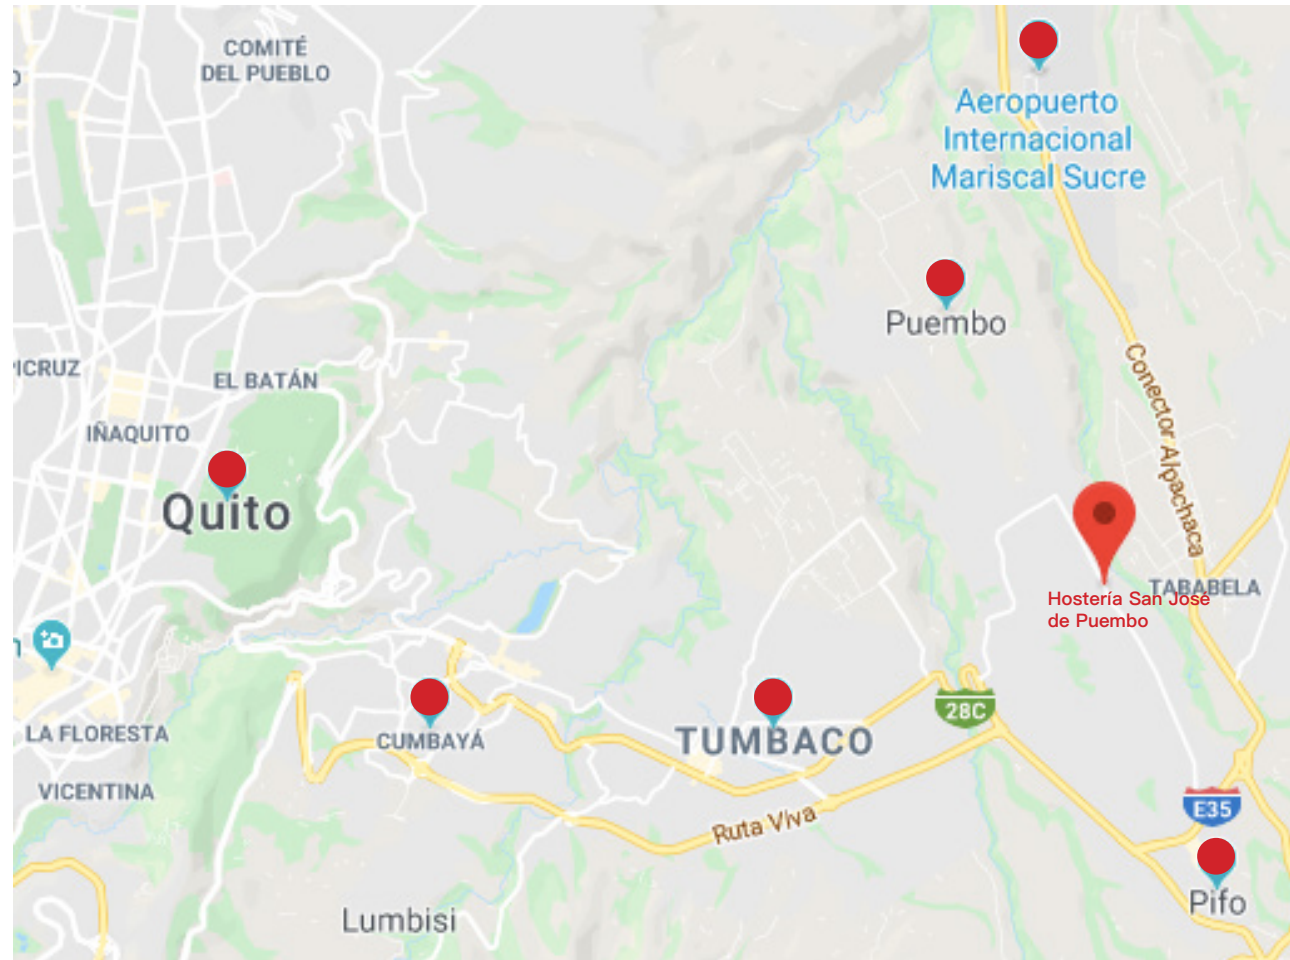 COMITÉ
DEL PUEBLO
Aeropuerto
Internacional
Mariscal Sucre
Puembo
Conector Alpachaca
EL BATÁN
IÑAQUITO
Quito
TABABELA
Hostería San José
de Puembo
28C
LA FLORESTA
CUMBAYÁ
TUMBACO
VICENTINA
E35
Ruta Viva
Pifo
Lumbisi